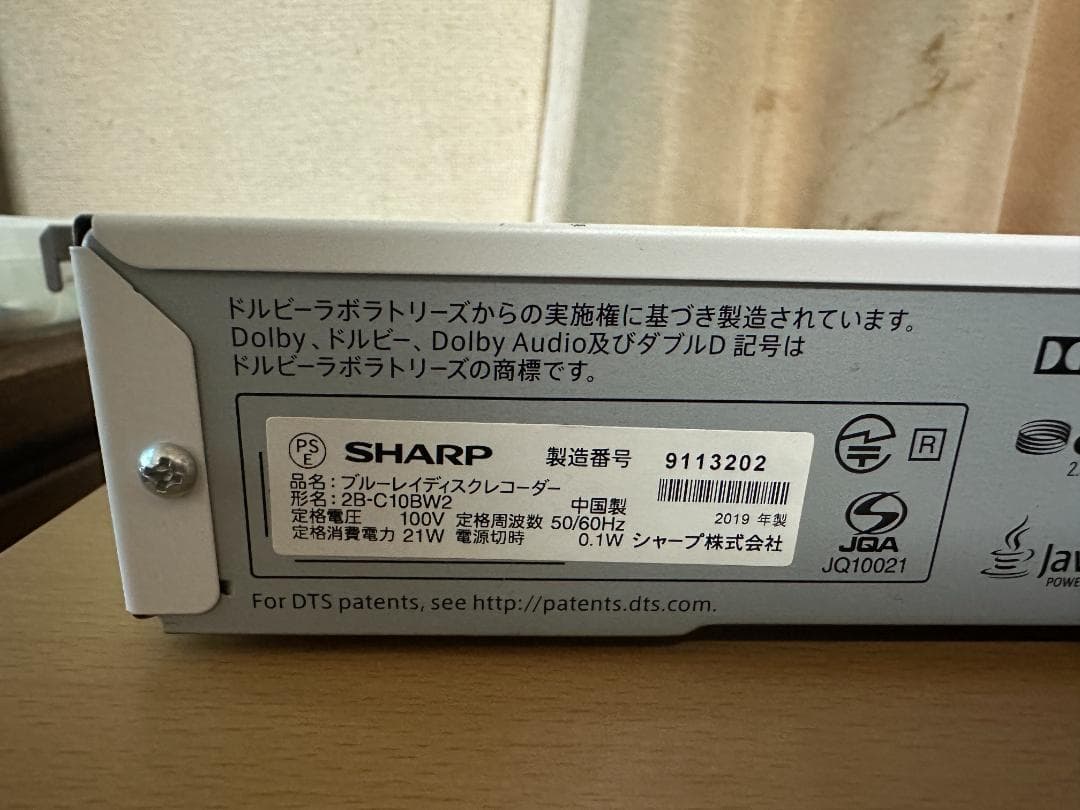 ドルビーラボラトリーズからの実施権に基づき製造されています。
Dolby、ドルビー、Dolby Audio及びダブルD 記号は
ドルビーラボラトリーズの商標です。
PS
E
SHARP 製造番号 9113202
品名：ブルーレイディスクレコーダー
形名：2B-C10BW2 中国製
定格電圧 100V 定格周波数 50/60Hz 2019 年製
定格消費電力 21W 電源切時 0.1W シャープ株式会社
R
JQA
JQ10021
For DTS patents, see http://patents.dts.com.